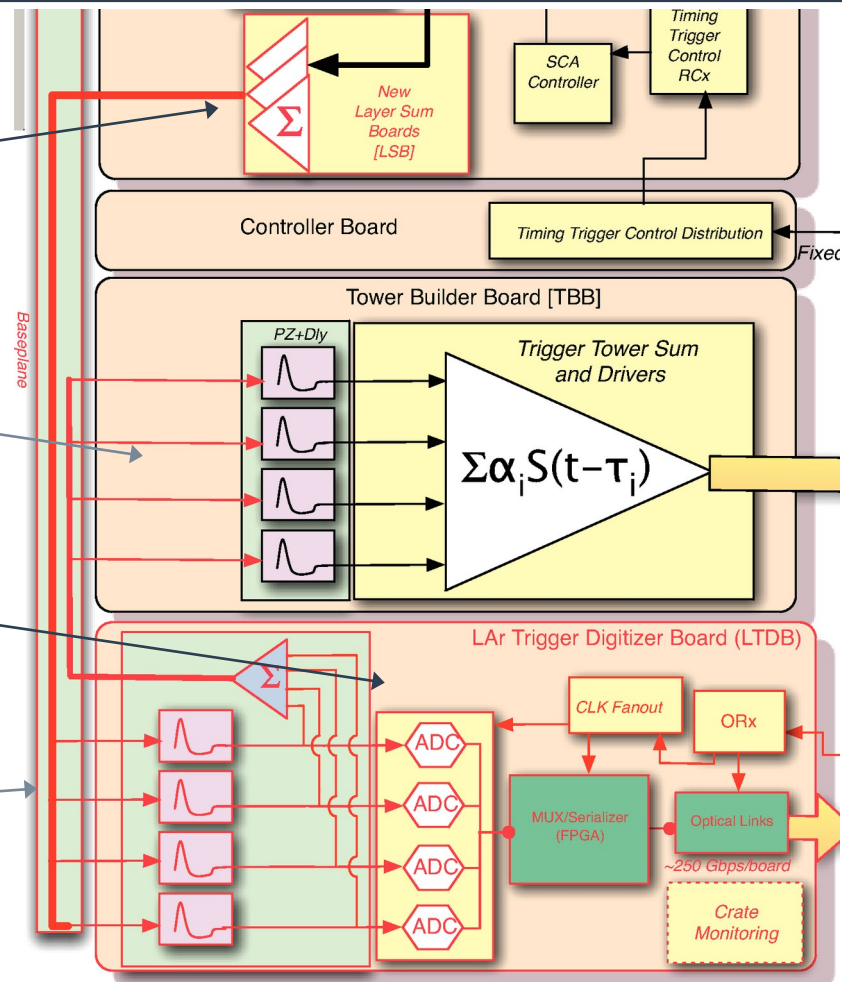 Timing
Trigger
Control
RCx
SCA
Controller
New
Layer Sum
Boards
[LSB]
Σ
Controller Board
Timing Trigger Control Distribution
Fixed
Baseplane
Tower Builder Board [TBB]
PZ+Dly
Trigger Tower Sum
and Drivers
ΣαiS(t−τi)
LAr Trigger Digitizer Board (LTDB)
Σ
CLK Fanout
ORx
ADC
ADC
ADC
ADC
MUX/Serializer
(FPGA)
Optical Links
~250 Gbps/board
Crate
Monitoring